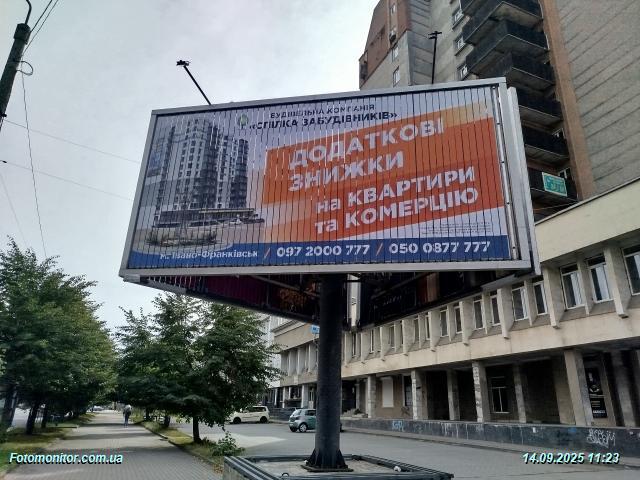 БУДІВЕЛЬНА КОМПАНІЯ
«СПІЛКА ЗАБУДІВНИКІВ»
ДОДАТКОВІ
ЗНИЖКИ
на КВАРТИРИ
та КОМЕРЦІЮ
м. Івано-Франківськ / 097 2000 777 / 050 0877 777
Fotomonitor.com.ua
14.09.2025 11:23